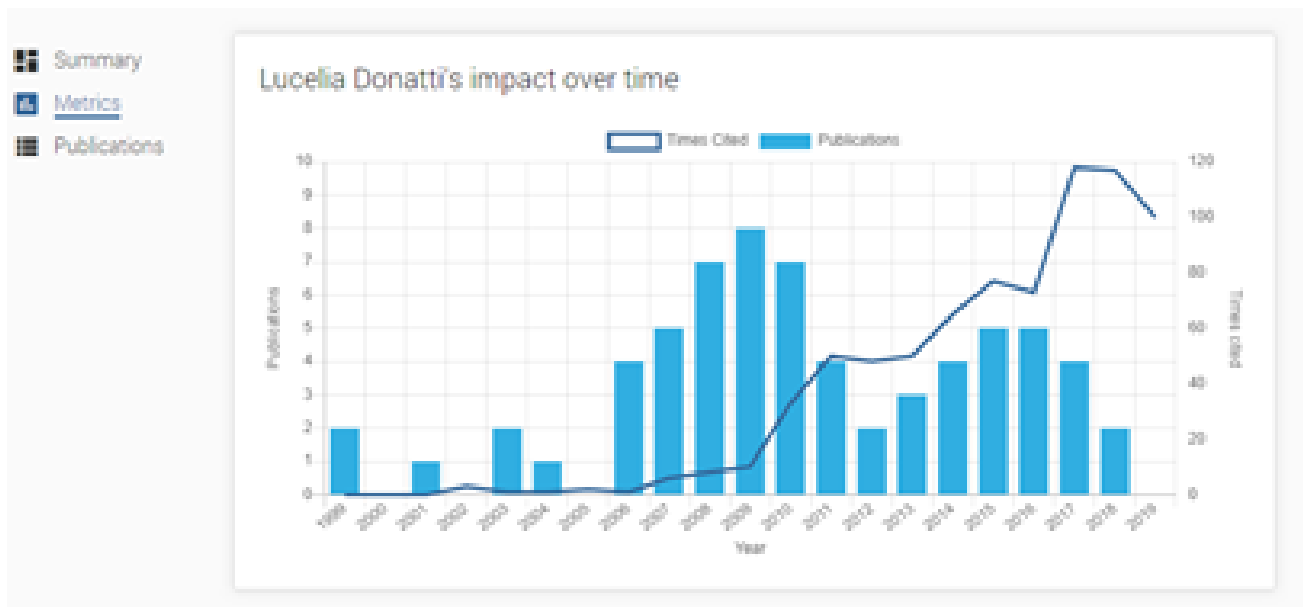 Summary
Metrics
Publications
Lucelia Donatti's impact over time
Times Cited
Publications
10
9
8
7
6
5
4
3
2
1
0
Publications
120
100
80
60
40
20
0
Times cited
1999 2000 2001 2002 2003 2004 2005 2006 2007 2008 2009 2010 2011 2012 2013 2014 2015 2016 2017 2018 2019
Year